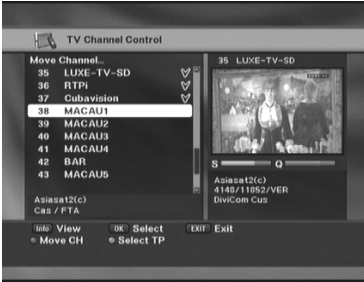 TV Channel Control
Move Channel...
35 LUXE-TV-SD
36 RTPi
37 Cubavision
38 MACAU1
39 MACAU2
40 MACAU3
41 MACAU4
42 BAR
43 MACAU5
Asiasat2(c)
Cas / FTA
35 LUXE-TV-SD
S Q
Asiasat2(c)
4148/11852/VER
DiviCom Cus
Info View OK Select EXIT Exit
Move CH Select TP